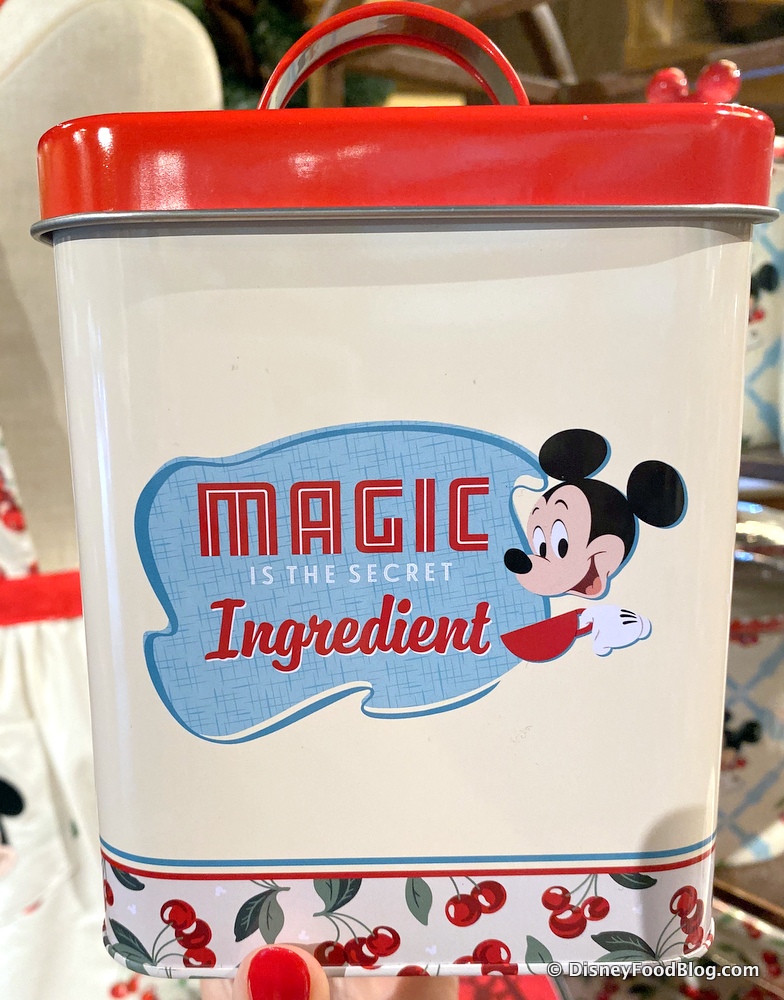 MAGIC
IS THE SECRET
Ingredient
© DisneyFoodBlog.com